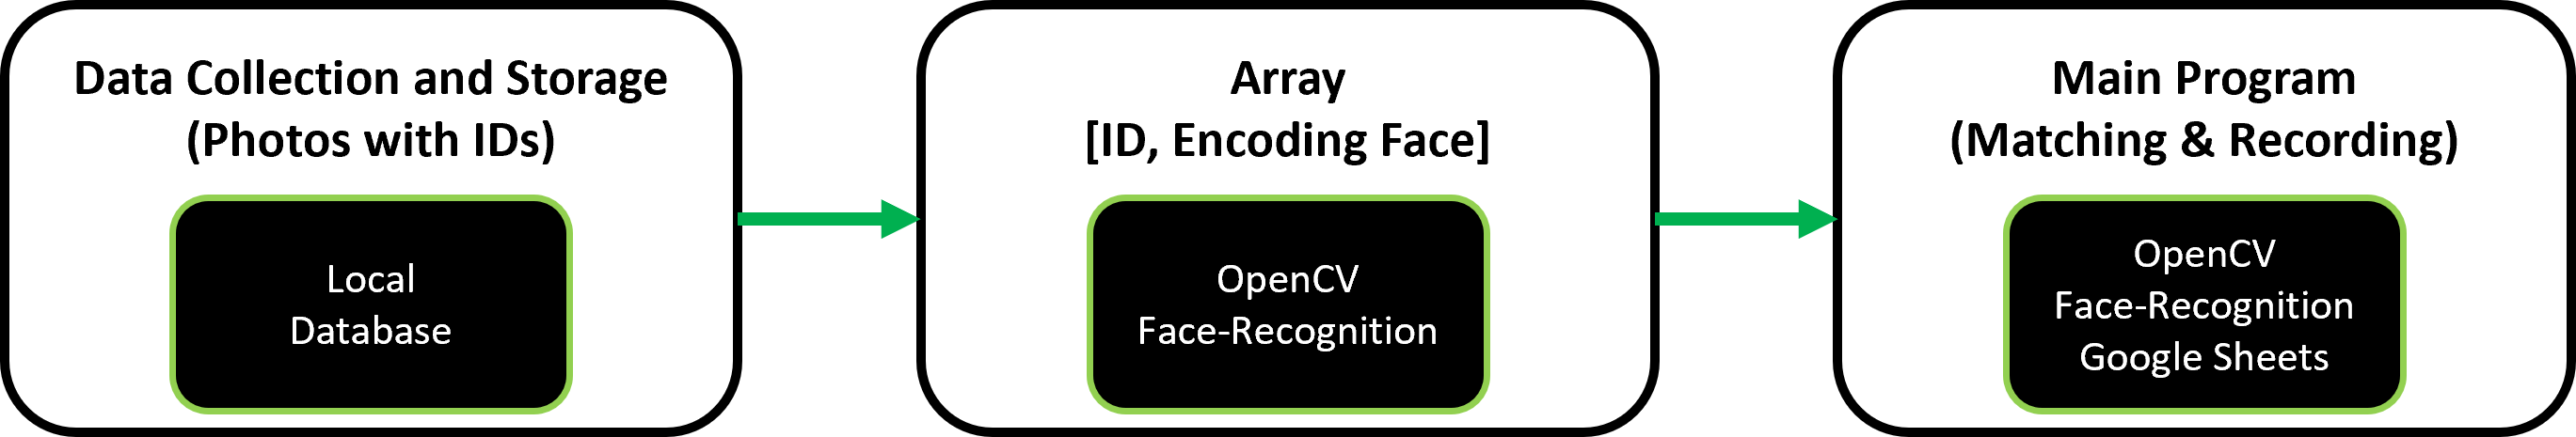 Data Collection and Storage
(Photos with IDs)
Local
Database
Array
[ID, Encoding Face]
OpenCV
Face-Recognition
Main Program
(Matching & Recording)
OpenCV
Face-Recognition
Google Sheets